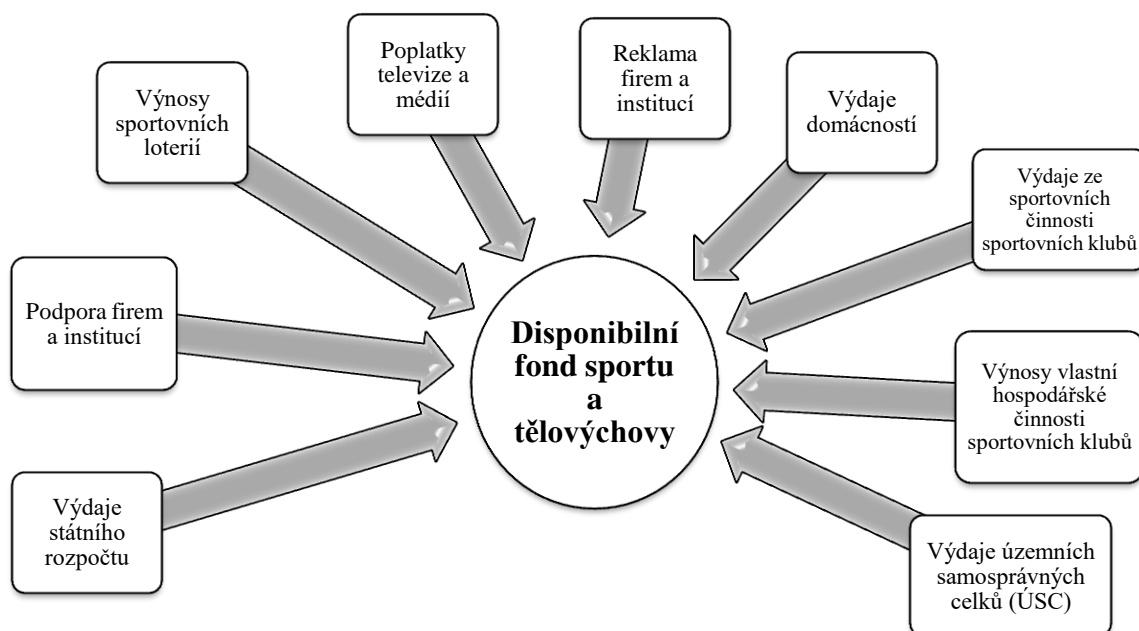 Poplatky
televize a
médií
Reklama
firem a
institucí
Výnosy
sportovních
loterií
Výdaje
domácností
Výdaje ze
sportovních
činnosti
sportovních klubů
Podpora firem
a institucí
Disponibilní
fond sportu
a
tělovýchovy
Výnosy vlastní
hospodářské
činnosti
sportovních klubů
Výdaje
státního
rozpočtu
Výdaje územních
samosprávných
celků (ÚSC)